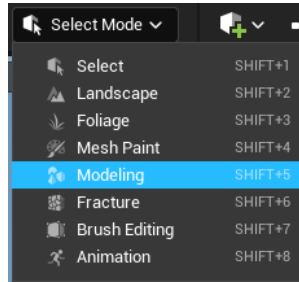 Select Mode
Select SHIFT+1
Landscape SHIFT+2
Foliage SHIFT+3
Mesh Paint SHIFT+4
Modeling SHIFT+5
Fracture SHIFT+6
Brush Editing SHIFT+7
Animation SHIFT+8